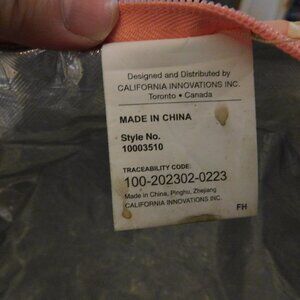 Designed and Distributed by
CALIFORNIA INNOVATIONS INC.
Toronto • Canada
MADE IN CHINA
Style No.
10003510
TRACEABILITY CODE:
100-202302-0223
Made in China, Pinghu, Zhejiang
CALIFORNIA INNOVATIONS INC.
FH